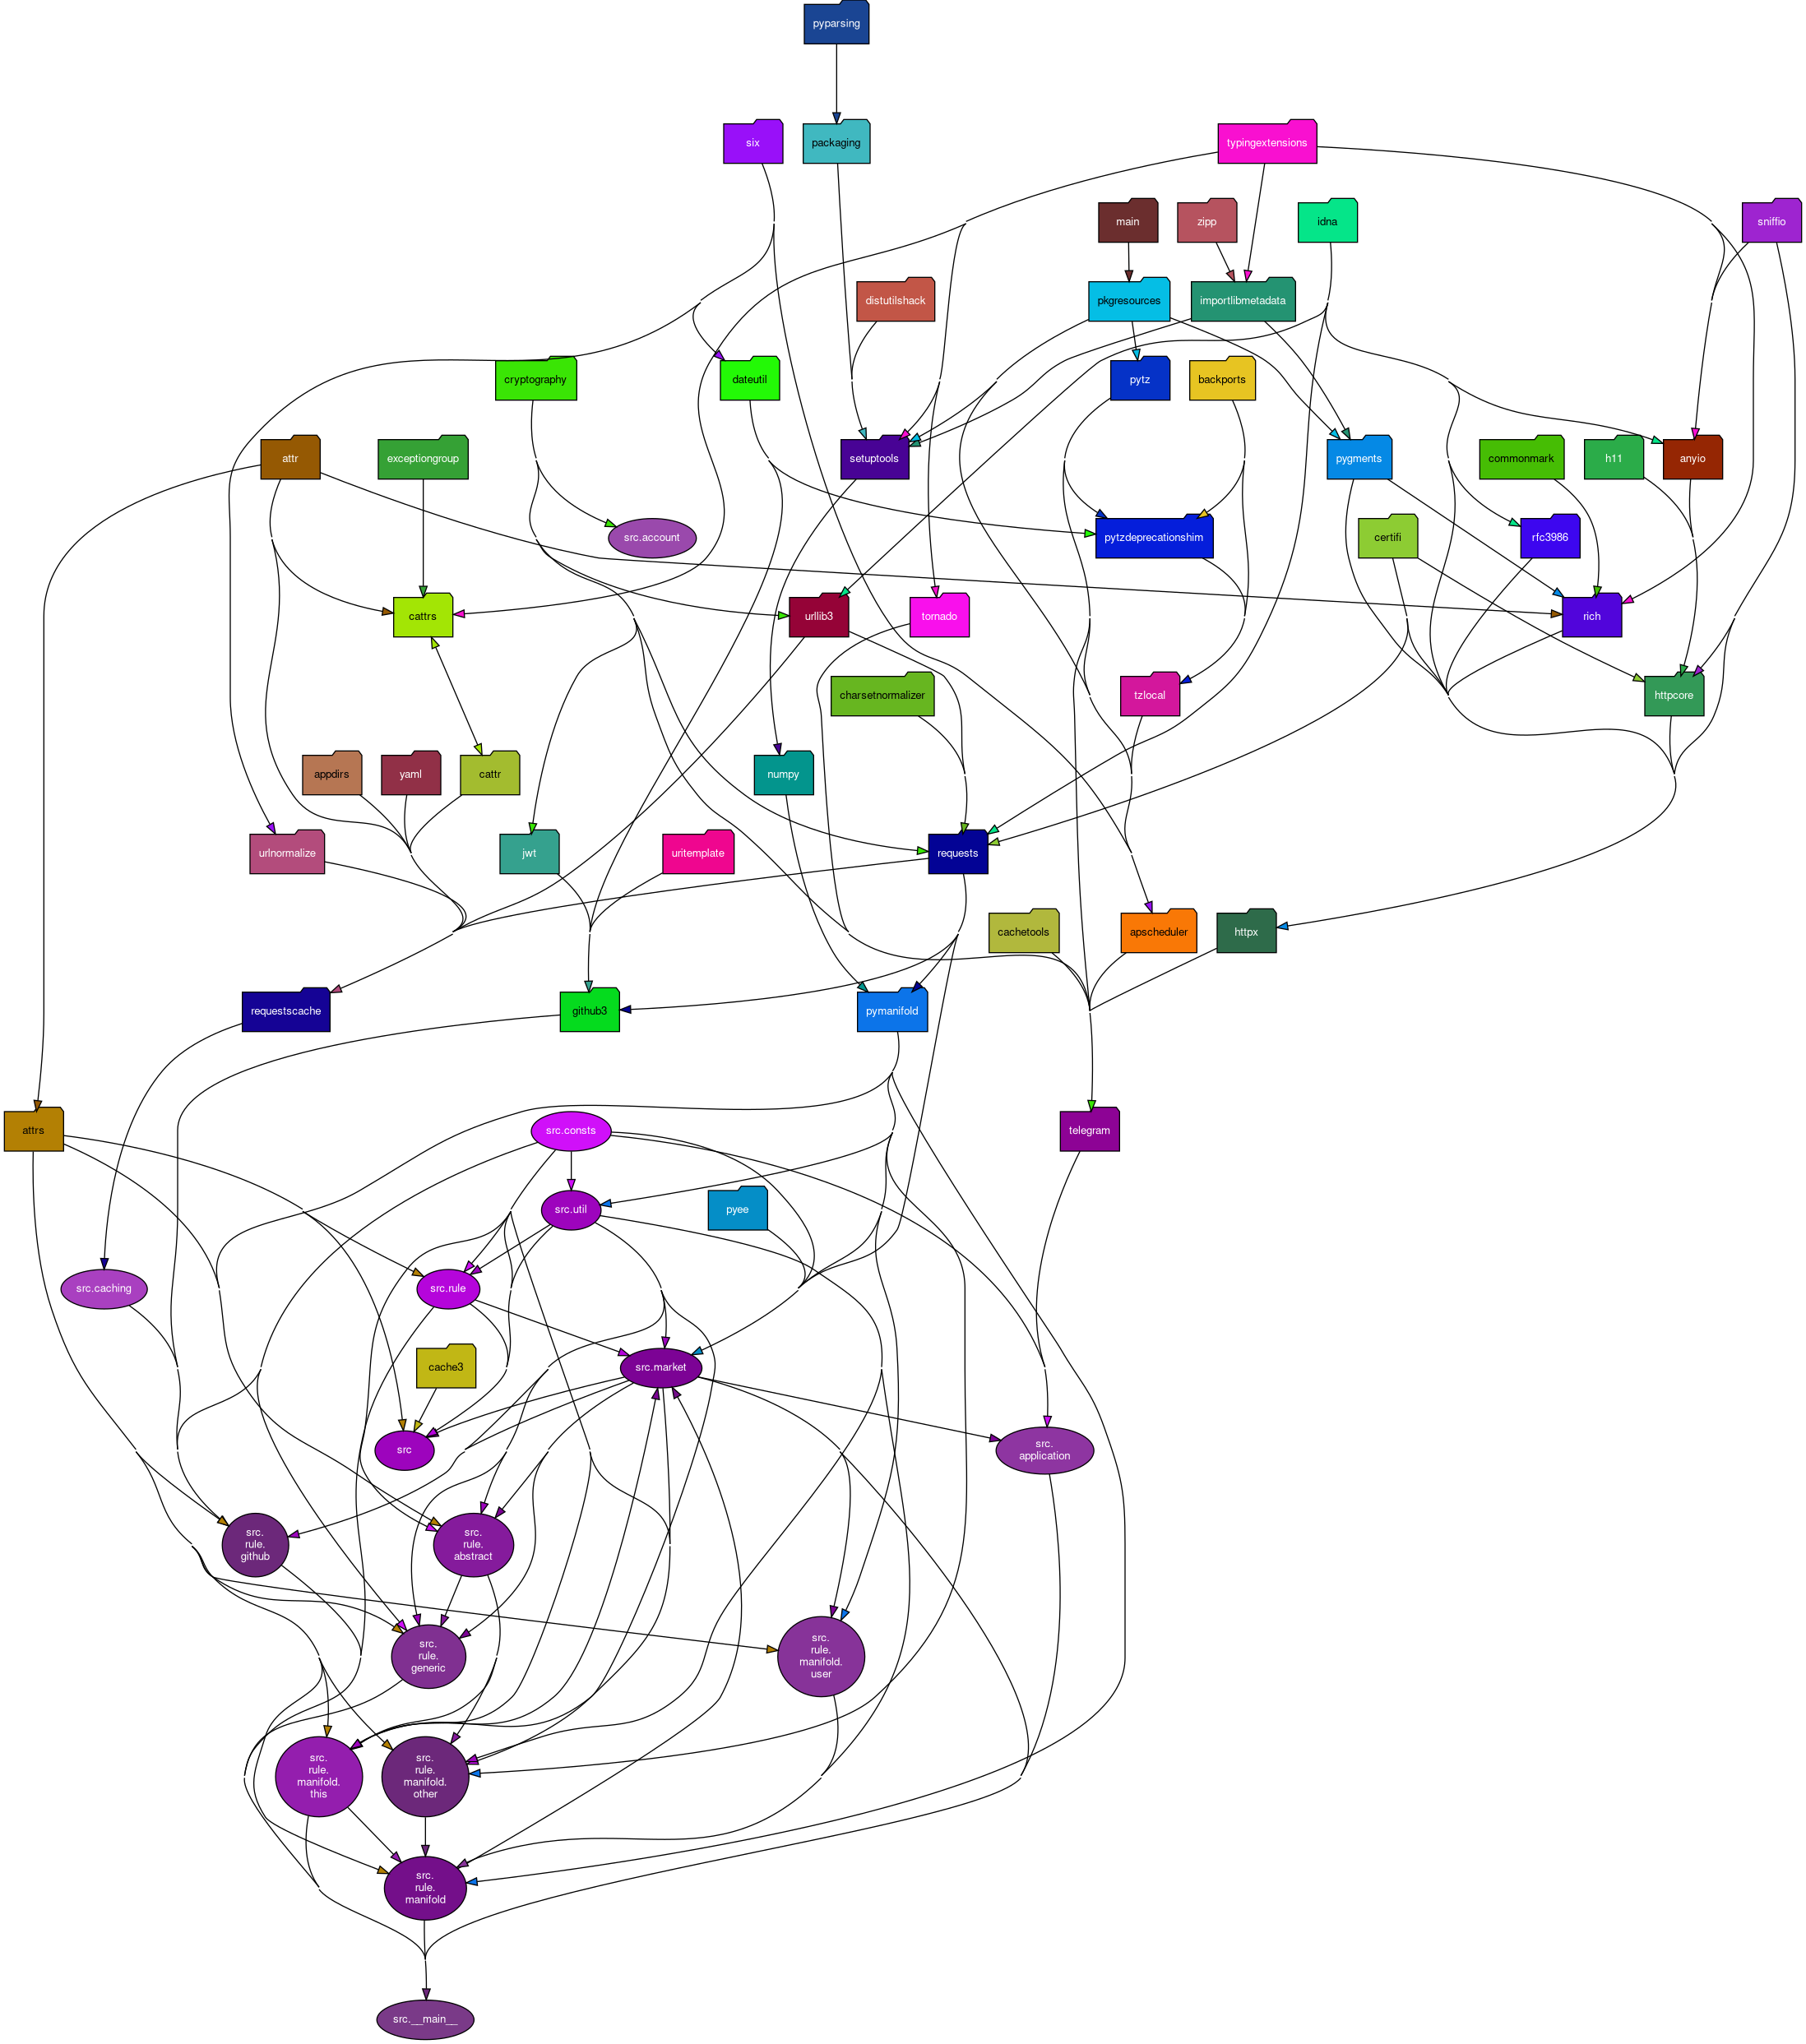 pyparsing
six
packaging
typingextensions
main
zipp
idna
sniffio
distutilshack
pkgresources
importlibmetadata
cryptography
dateutil
pytz
backports
attr
exceptiongroup
setuptools
pygments
commonmark
h11
anyio
src.account
pytzdeprecationshim
certifi
rfc3986
cattrs
urllib3
tornado
rich
charsetnormalizer
tzlocal
httpcore
appdirs
yaml
cattr
numpy
urlnormalize
jwt
uritemplate
requests
cachetools
apscheduler
httpx
requestscache
github3
pymanifold
attrs
src.consts
telegram
src.util
pyee
src.caching
src.rule
cache3
src.market
src
src.
application
src.
rule.
github
src.
rule.
abstract
src.
rule.
generic
src.
rule.
manifold.
user
src.
rule.
manifold.
this
src.
rule.
manifold.
other
src.
rule.
manifold
src.__main__